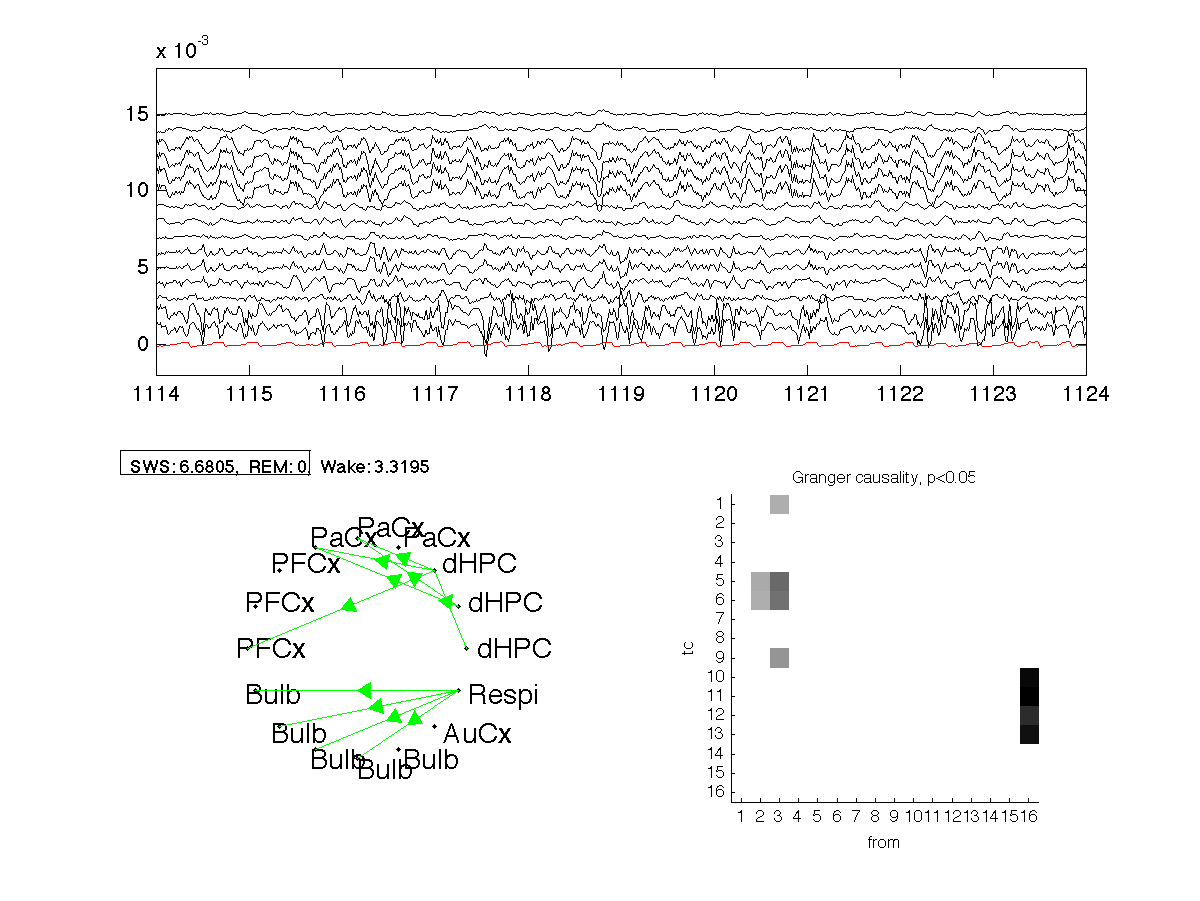 x 10-3
15
10
5
0
1114 1115 1116 1117 1118 1119 1120 1121 1122 1123 1124
SWS:6.6805, REM:0, Wake:3.3195
Granger causality, p<0.05
PaCx
PaCx PaCx
PFCx dHPC
PFCx dHPC
PFCx dHPC
Bulb Respi
Bulb AuCx
Bulb Bulb
Bulb
1
2
3
4
5
6
7
8
9
10
11
12
13
14
15
16
tc
1 2 3 4 5 6 7 8 9 10 11 12 13 14 15 16
from